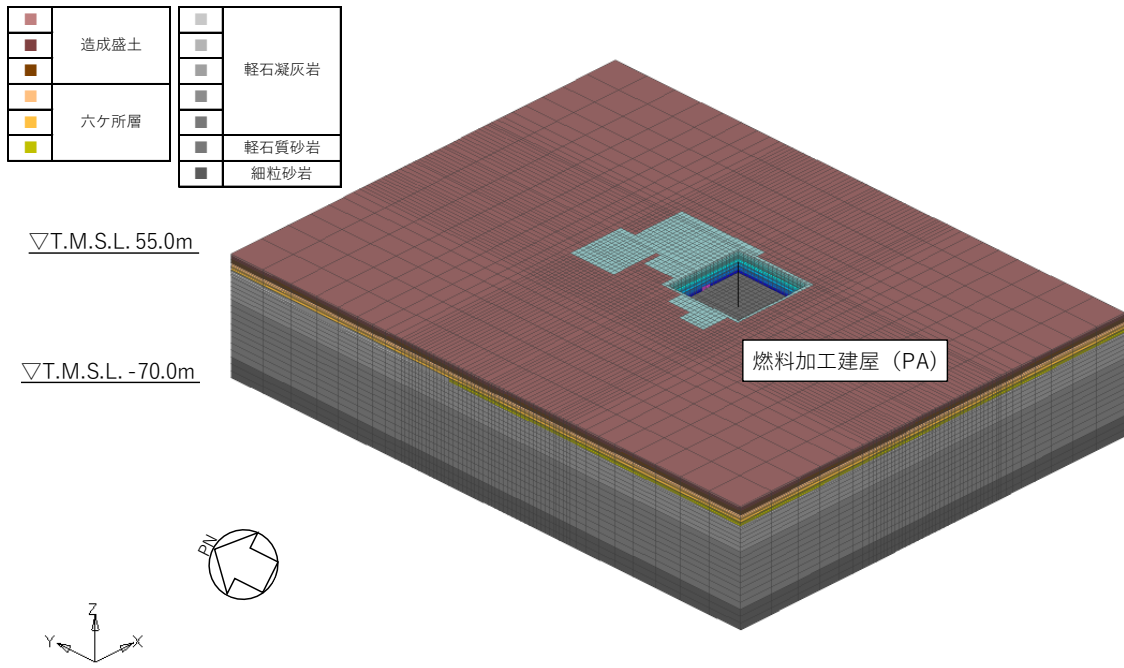 造成盛土
六ケ所層
軽石凝灰岩
軽石質砂岩
細粒砂岩
▽T.M.S.L. 55.0m
▽T.M.S.L. -70.0m
燃料加工建屋（PA）
PN
Z
Y
X